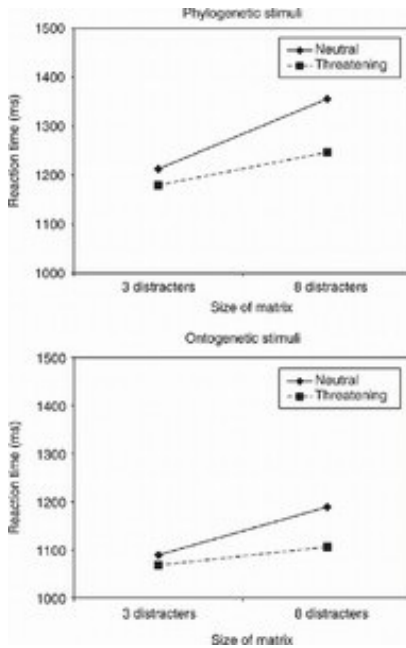 Phylogenetic stimuli
1500
1400
1300
1200
1100
1000
Reaction time (ms)
Neutral
Threatening
3 distracters
8 distracters
Size of matrix
Ontogenetic stimuli
1500
1400
1300
1200
1100
1000
Reaction time (ms)
Neutral
Threatening
3 distracters
8 distracters
Size of matrix